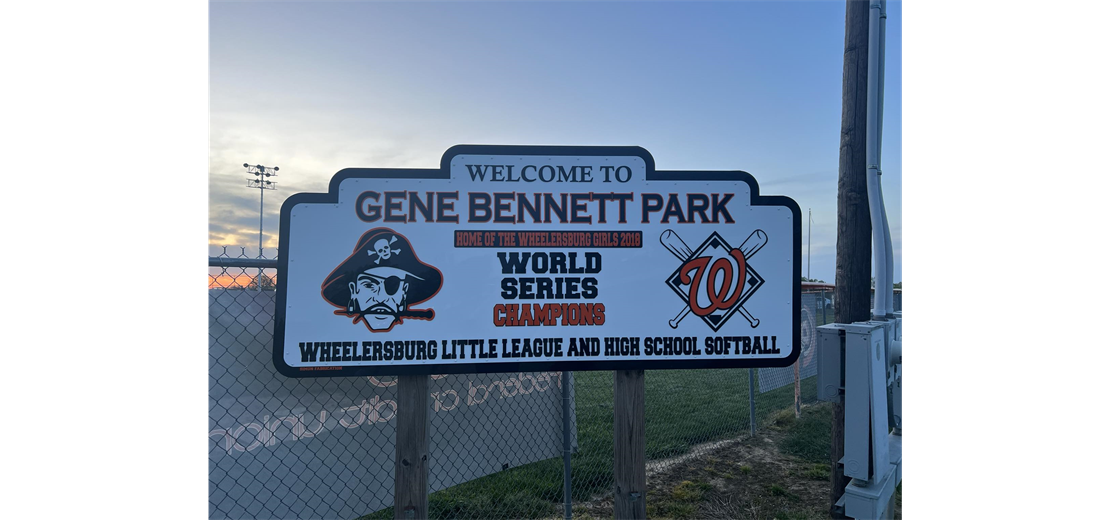 WELCOME TO
GENE BENNETT PARK
HOME OF THE WHEELERSBURG GIRLS 2016
WORLD
SERIES
CHAMPIONS
W
WHEELERSBURG LITTLE LEAGUE AND HIGH SCHOOL SOFTBALL